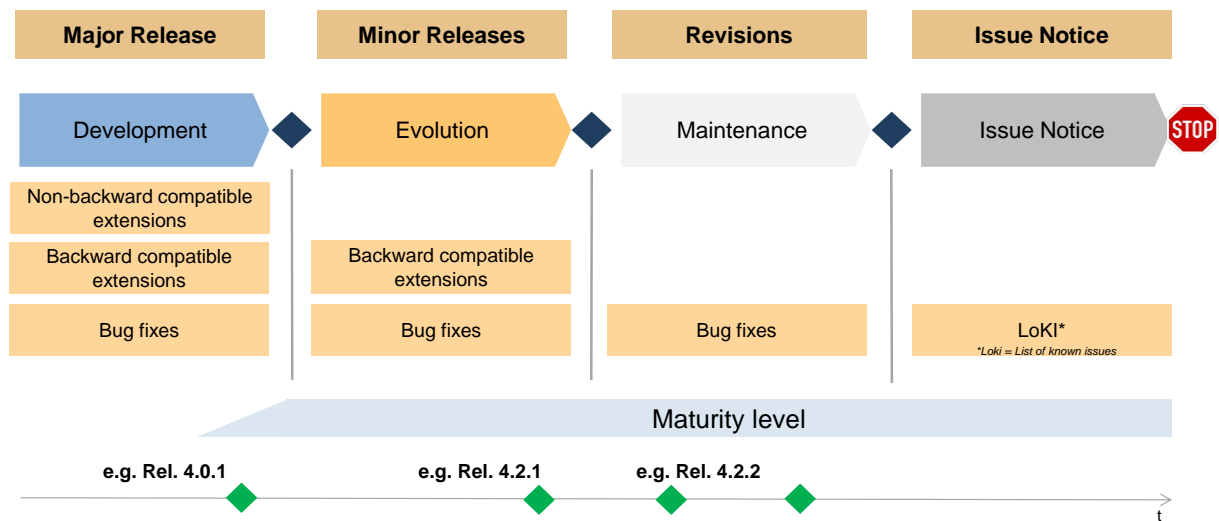 Major Release
Minor Releases
Revisions
Issue Notice
Development
Evolution
Maintenance
Issue Notice
STOP
Non-backward compatible
extensions
Backward compatible
extensions
Backward compatible
extensions
Bug fixes
Bug fixes
Bug fixes
LoKI*
*Loki = List of known issues
Maturity level
e.g. Rel. 4.0.1
e.g. Rel. 4.2.1
e.g. Rel. 4.2.2
t